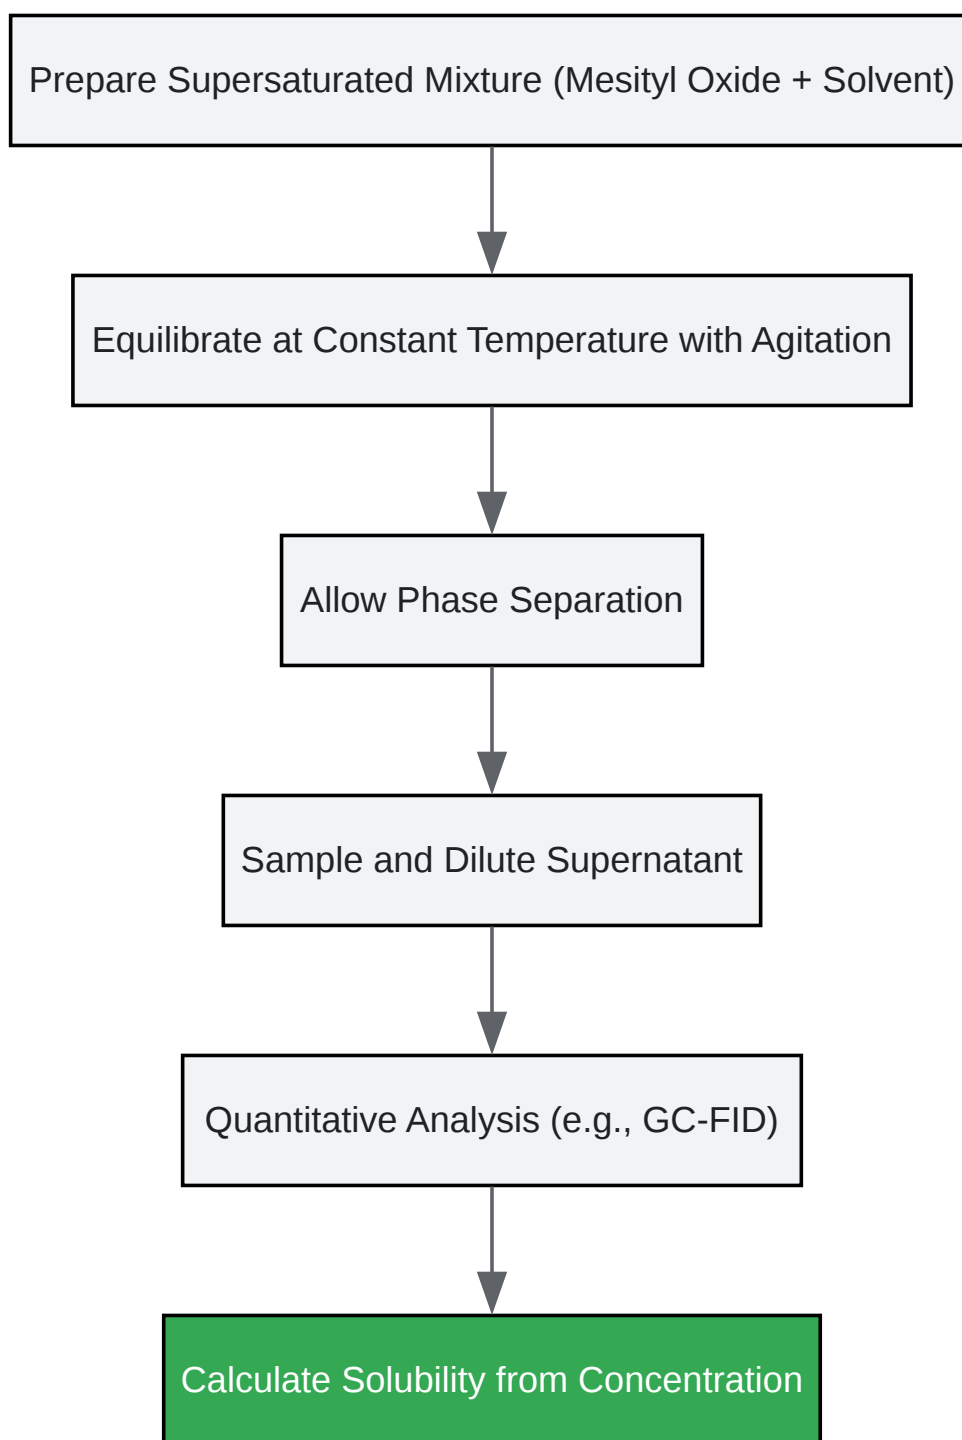 Prepare Supersaturated Mixture (Mesityl Oxide + Solvent)
Equilibrate at Constant Temperature with Agitation
Allow Phase Separation
Sample and Dilute Supernatant
Quantitative Analysis (e.g., GC-FID)
Calculate Solubility from Concentration